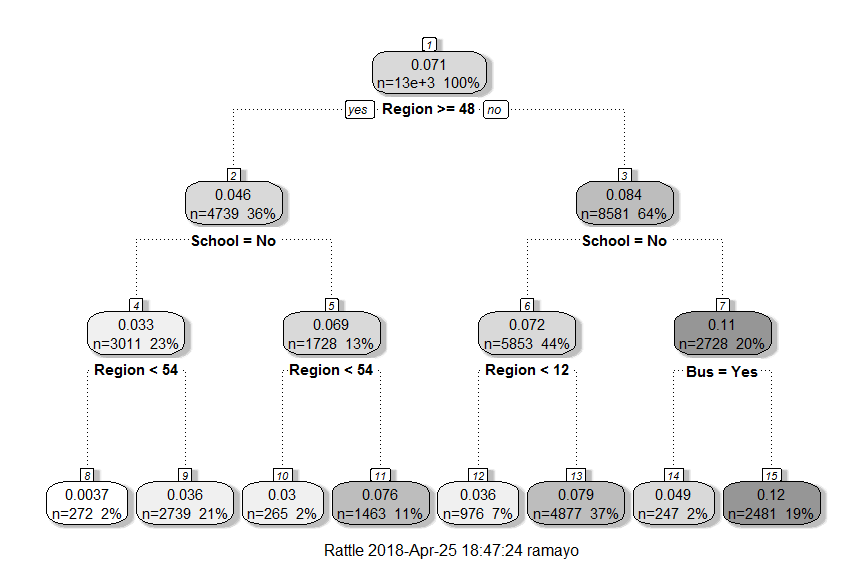 1
0.071
n=13e+3 100%
yes Region >= 48 no
2
3
0.046
n=4739 36%
0.084
n=8581 64%
School = No
School = No
4
5
6
7
0.033
n=3011 23%
0.069
n=1728 13%
0.072
n=5853 44%
0.11
n=2728 20%
Region < 54
Region < 54
Region < 12
Bus = Yes
8
9
10
11
12
13
14
15
0.0037
n=272 2%
0.036
n=2739 21%
0.03
n=265 2%
0.076
n=1463 11%
0.036
n=976 7%
0.079
n=4877 37%
0.049
n=247 2%
0.12
n=2481 19%
Rattle 2018-Apr-25 18:47:24 ramayo